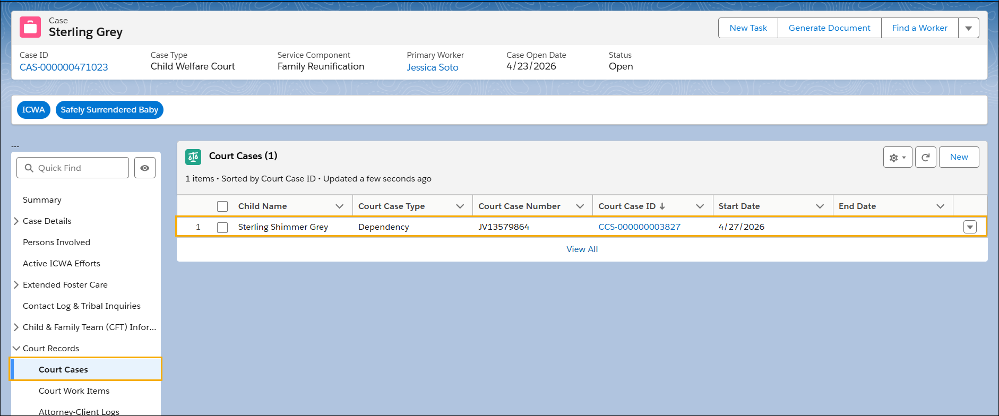 Case
Sterling Grey
New Task
Generate Document
Find a Worker
Case ID
Case Type
Service Component
Primary Worker
Case Open Date
Status
CAS-000000471023
Child Welfare Court
Family Reunification
Jessica Soto
4/23/2026
Open
ICWA
Safely Surrendered Baby
---
Quick Find
Summary
Case Details
Persons Involved
Active ICWA Efforts
Extended Foster Care
Contact Log & Tribal Inquiries
Child & Family Team (CFT) Infor...
Court Records
Court Cases
Court Work Items
Attorney-Client Logs
Court Cases (1)
1 items • Sorted by Court Case ID • Updated a few seconds ago
New
Child Name
Court Case Type
Court Case Number
Court Case ID
Start Date
End Date
1
Sterling Shimmer Grey
Dependency
JV13579864
CCS-000000003827
4/27/2026
View All